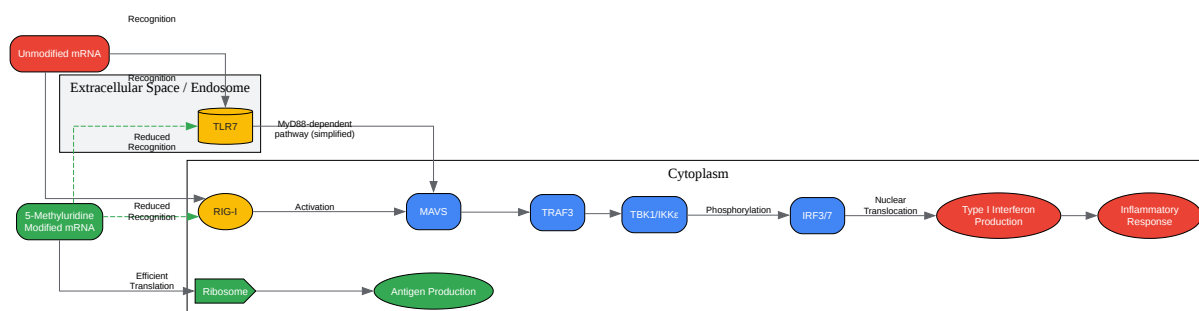 Recognition
Unmodified mRNA
Recognition
Extracellular Space / Endosome
TLR7
MyD88-dependent
pathway (simplified)
Reduced
Recognition
Cytoplasm
5-Methyluridine
Modified mRNA
Reduced
Recognition
RIG-I
Activation
MAVS
TRAF3
TBK1/IKKε
Phosphorylation
IRF3/7
Nuclear
Translocation
Type I Interferon
Production
Inflammatory
Response
Efficient
Translation
Ribosome
Antigen Production